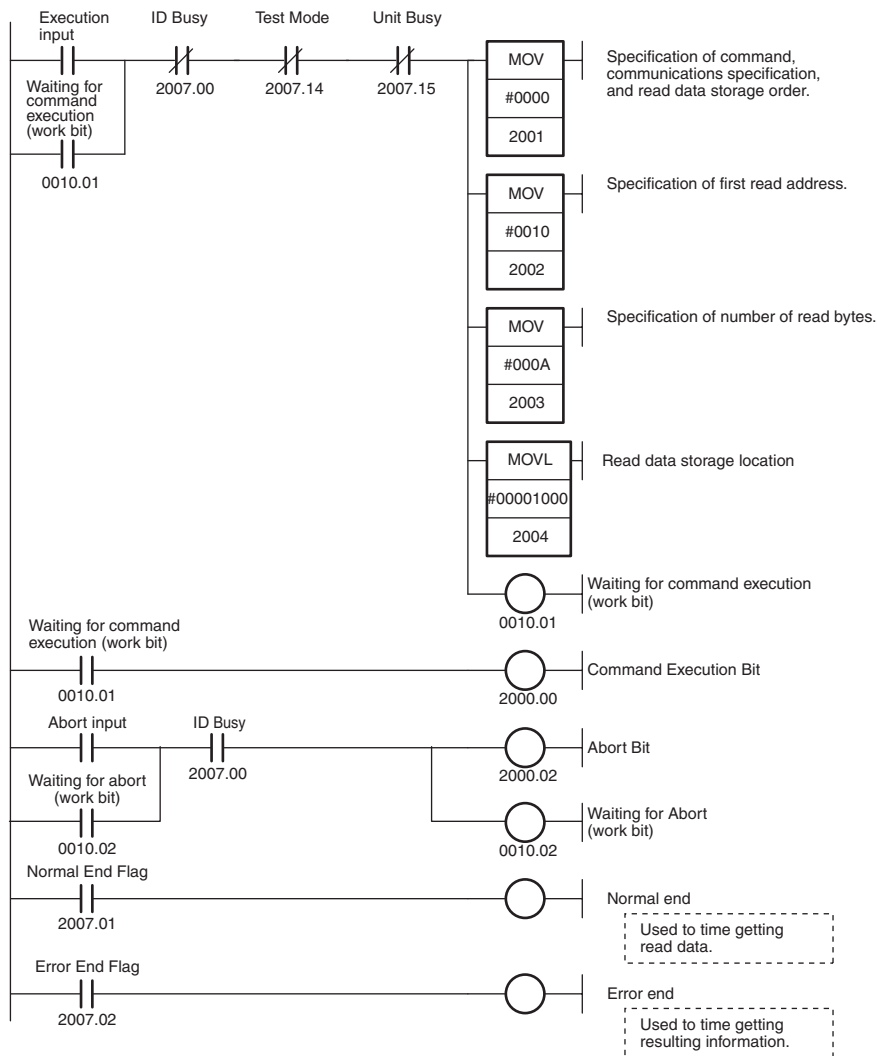 Execution
input
ID Busy
Test Mode
Unit Busy
2007.00
2007.14
2007.15
Waiting for
command
execution
(work bit)
0010.01
MOV
#0000
2001
Specification of command,
communications specification,
and read data storage order.
MOV
#0010
2002
Specification of first read address.
MOV
#000A
2003
Specification of number of read bytes.
MOVL
#00001000
2004
Read data storage location
0010.01
Waiting for command execution
(work bit)
Waiting for command
execution (work bit)
0010.01
2000.00
Command Execution Bit
Abort input
ID Busy
2007.00
2000.02
Abort Bit
Waiting for abort
(work bit)
0010.02
0010.02
Waiting for Abort
(work bit)
Normal End Flag
2007.01
Normal end
Used to time getting
read data.
Error End Flag
2007.02
Error end
Used to time getting
resulting information.